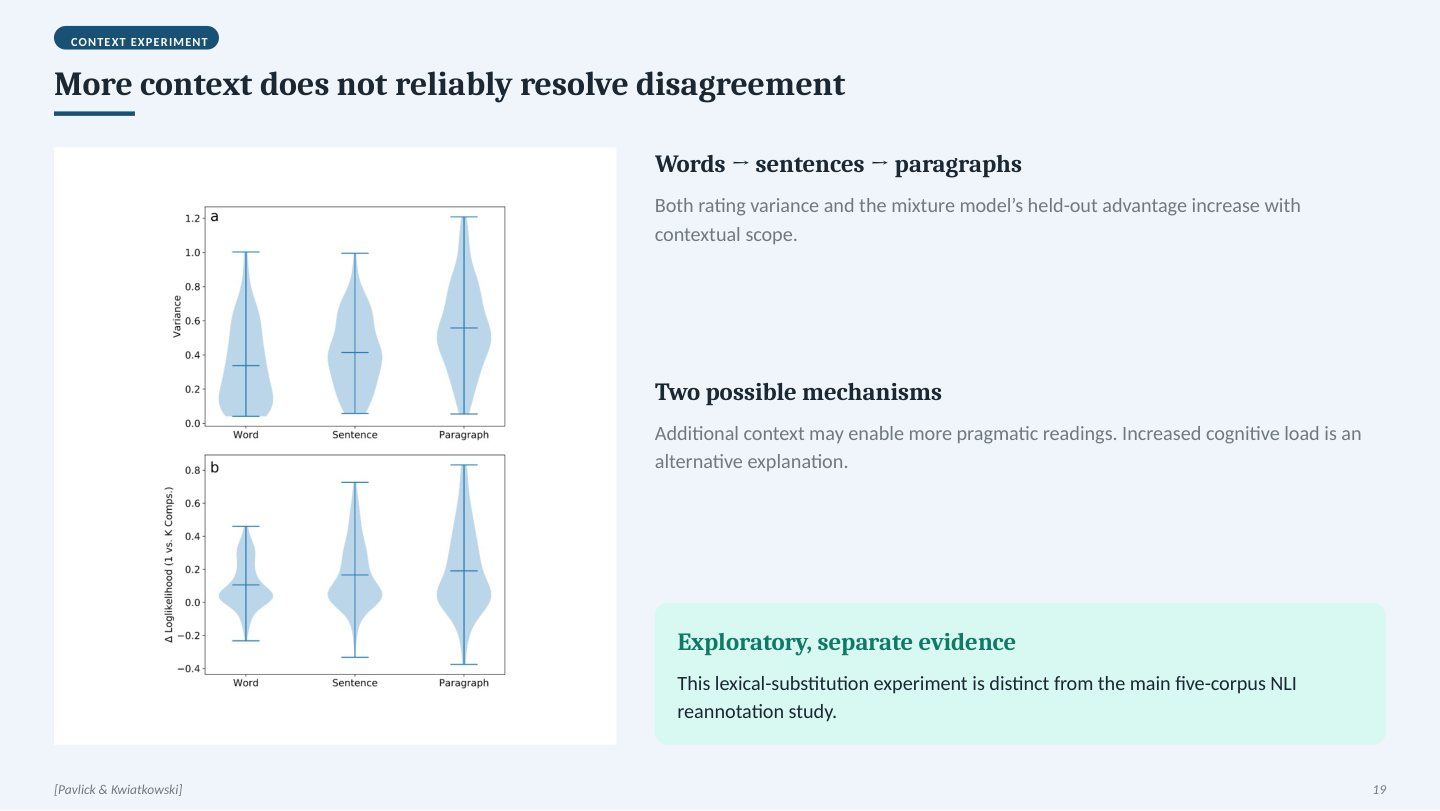 CONTEXT EXPERIMENT
More context does not reliably resolve disagreement
a
1.2
1.0
0.8
0.6
0.4
0.2
0.0
Variance
Word Sentence Paragraph
b
0.8
0.6
0.4
0.2
0.0
−0.2
−0.4
Δ Loglikelihood (1 vs. K Comps.)
Word Sentence Paragraph
Words → sentences → paragraphs
Both rating variance and the mixture model’s held-out advantage increase with
contextual scope.
Two possible mechanisms
Additional context may enable more pragmatic readings. Increased cognitive load is an
alternative explanation.
Exploratory, separate evidence
This lexical-substitution experiment is distinct from the main five-corpus NLI
reannotation study.
[Pavlick & Kwiatkowski]
19